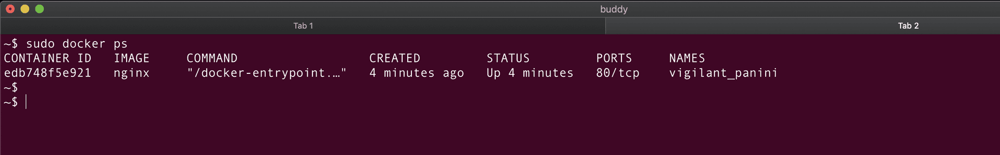 buddy
Tab 1 Tab 2
~$ sudo docker ps
CONTAINER ID   IMAGE     COMMAND                  CREATED         STATUS         PORTS     NAMES
edb748f5e921   nginx     "/docker-entrypoint.…"   4 minutes ago   Up 4 minutes   80/tcp    vigilant_panini
~$
~$